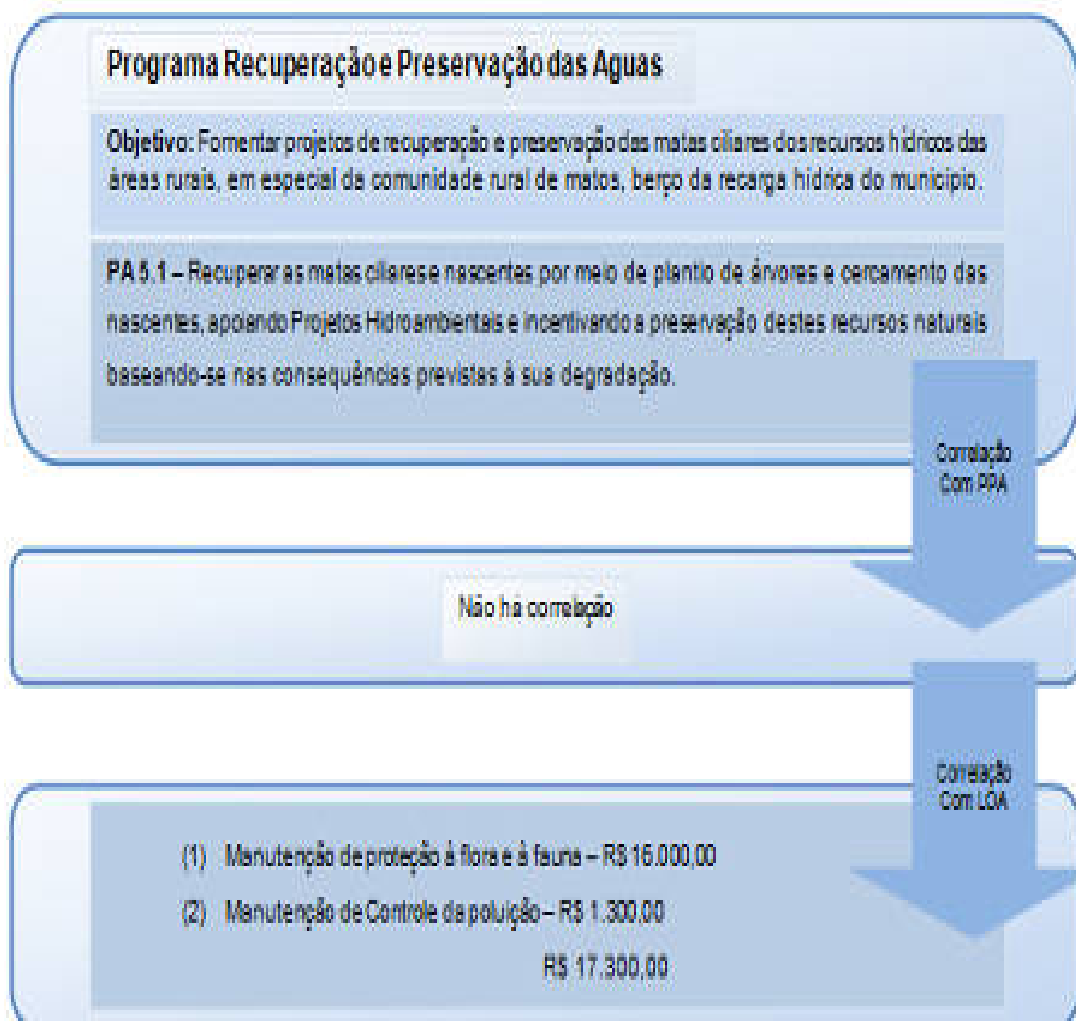 Programa Recuperação e Preservação das Aguas
Objetivo: Fomentar projetos de recuperação e preservação das matas ciliares dos recursos hídricos das
áreas rurais, em especial da comunidade rural de matos, berço da recarga hídrica do município.
PA 5.1 – Recuperar as matas ciliares e nascentes por meio de plantio de árvores e cercamento das
nascentes, apoiando Projetos Hidroambientais e incentivando a preservação destes recursos naturais
baseando-se nas consequências previstas à sua degradação.
Correlação
Com PPA
Não há correlação
Correlação
Com LOA
(1) Manutenção de proteção à flora e à fauna – R$ 16.000,00
(2) Manutenção de Controle da poluição – R$ 1.300,00
R$ 17.300,00